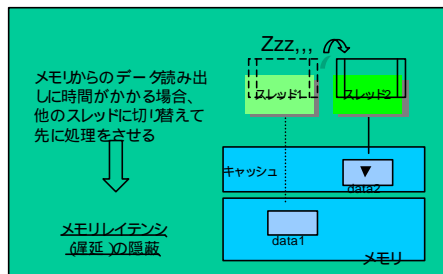 Zzz,,,
メモリからのデータ読み出
しに時間がかかる場合、
他のスレッドに切り替えて
先に処理をさせる
スレッド1
スレッド2
キャッシュ
▼
data2
メモリレイテンシ
(遅延)の隠蔽
data1
メモリ